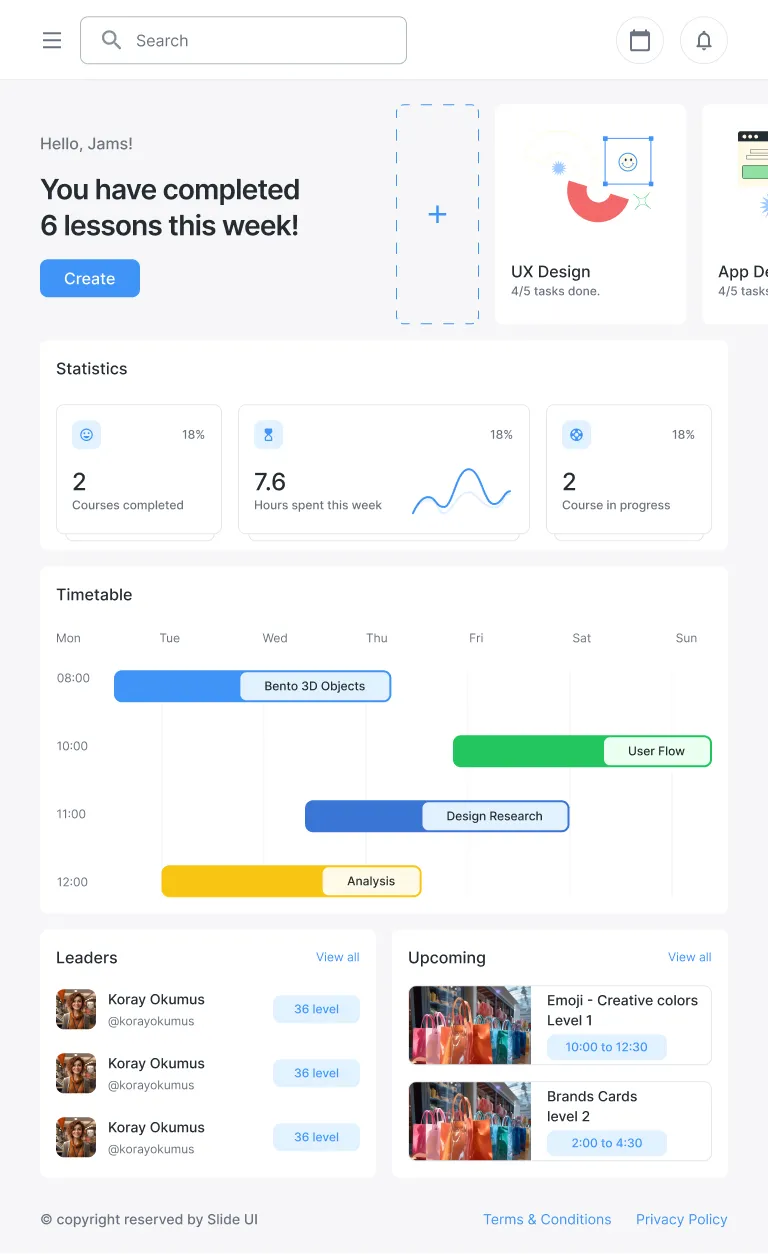 Search
Hello, Jams!
You have completed
6 lessons this week!
Create
+
UX Design
4/5 tasks done.
App De
4/5 tasks
Statistics
18%
2
Courses completed
18%
7.6
Hours spent this week
18%
2
Course in progress
Timetable
Mon Tue Wed Thu Fri Sat Sun
08:00
Bento 3D Objects
10:00
User Flow
11:00
Design Research
12:00
Analysis
Leaders
View all
Koray Okumus
@korayokumus
36 level
Koray Okumus
@korayokumus
36 level
Koray Okumus
@korayokumus
36 level
Upcoming
View all
Emoji - Creative colors
Level 1
10:00 to 12:30
Brands Cards
level 2
2:00 to 4:30
© copyright reserved by Slide UI
Terms & Conditions
Privacy Policy